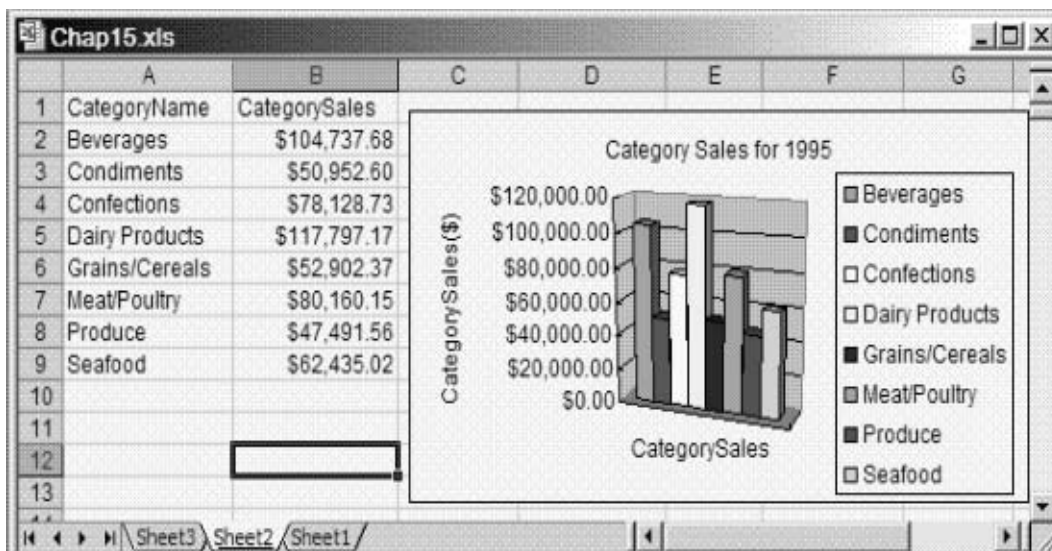 Chap15.xls
A B C D E F G
1 CategoryName CategorySales
2 Beverages $104,737.68
3 Condiments $50,952.60
4 Confections $78,128.73
5 Dairy Products $117,797.17
6 Grains/Cereals $52,902.37
7 Meat/Poultry $80,160.15
8 Produce $47,491.56
9 Seafood $62,435.02
10
11
12
13
Category Sales for 1995
CategorySales($)
$120,000.00
$100,000.00
$80,000.00
$60,000.00
$40,000.00
$20,000.00
$0.00
CategorySales
Beverages
Condiments
Confections
Dairy Products
Grains/Cereals
Meat/Poultry
Produce
Seafood
Sheet3 Sheet2 Sheet1